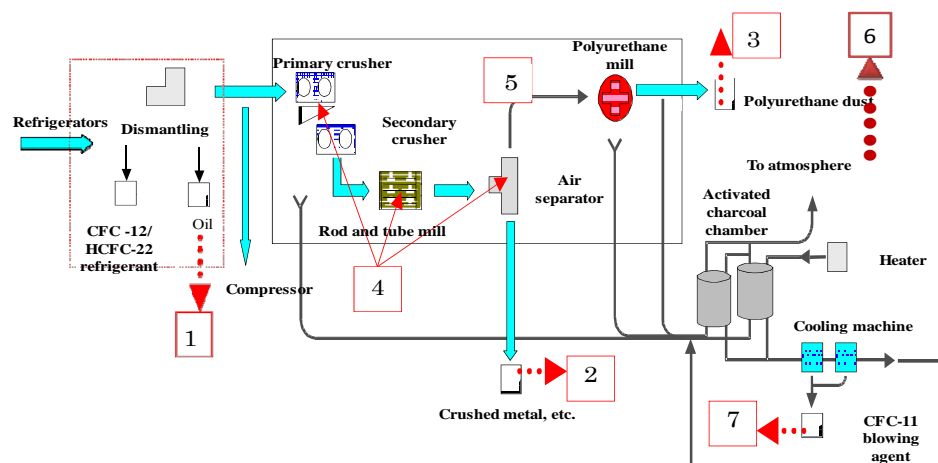 3
6
Primary crusher
Polyurethane
mill
5
Polyurethane dust
Refrigerators
Dismantling
Secondary
crusher
To atmosphere
Air
separator
Activated
charcoal
chamber
CFC -12/
HCFC-22
refrigerant
Oil
Rod and tube mill
Heater
Compressor
4
1
Cooling machine
2
Crushed metal, etc.
7
CFC-11
blowing
agent